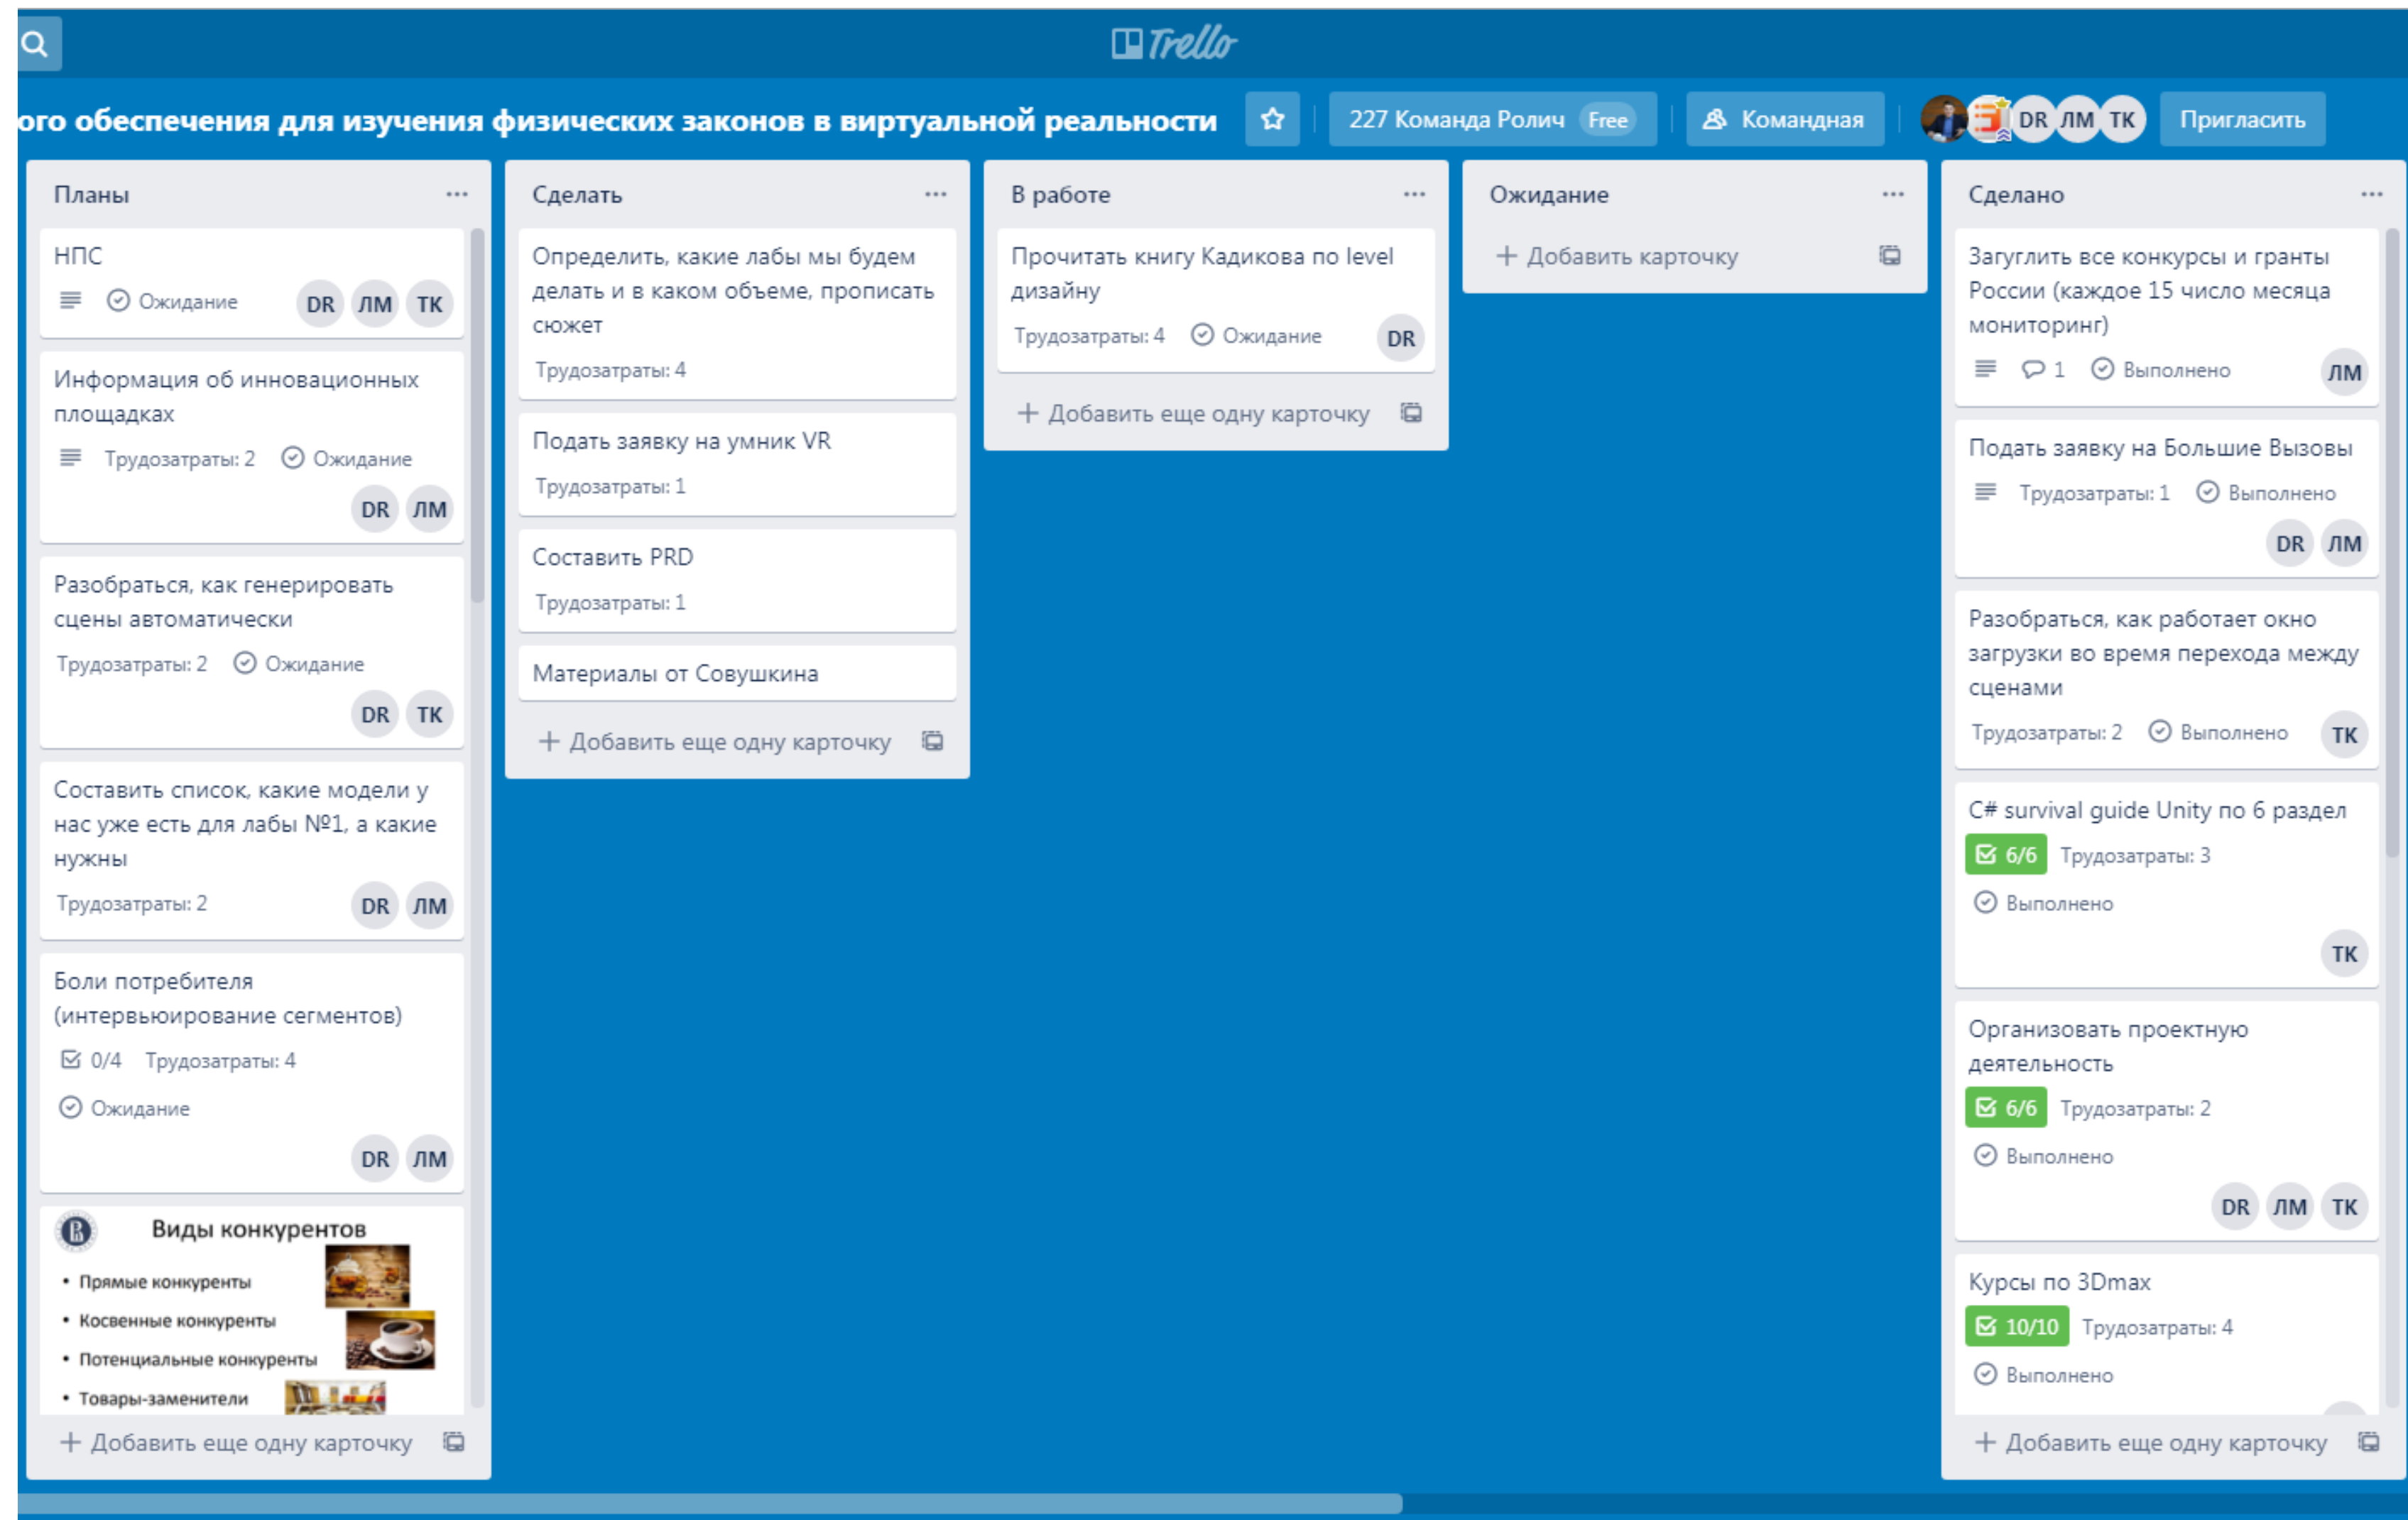 Trello
ого обеспечения для изучения физических законов в виртуальной реальности
227 Команда Ролич Free
Командная
DR ЛМ ТК
Пригласить
Планы
НПС
Ожидание
DR ЛМ ТК
Информация об инновационных
площадках
Трудозатраты: 2 Ожидание
DR ЛМ
Разобраться, как генерировать
сцены автоматически
Трудозатраты: 2 Ожидание
DR ТК
Составить список, какие модели у
нас уже есть для лабы №1, а какие
нужны
Трудозатраты: 2
DR ЛМ
Боли потребителя
(интервьюирование сегментов)
0/4 Трудозатраты: 4
Ожидание
DR ЛМ
Виды конкурентов
• Прямые конкуренты
• Косвенные конкуренты
• Потенциальные конкуренты
• Товары-заменители
+ Добавить еще одну карточку
Сделать
Определить, какие лабы мы будем
делать и в каком объеме, прописать
сюжет
Трудозатраты: 4
Подать заявку на умник VR
Трудозатраты: 1
Составить PRD
Трудозатраты: 1
Материалы от Совушкина
+ Добавить еще одну карточку
В работе
Прочитать книгу Кадикова по level
дизайну
Трудозатраты: 4 Ожидание
DR
+ Добавить еще одну карточку
Ожидание
+ Добавить карточку
Сделано
Загуглить все конкурсы и гранты
России (каждое 15 число месяца
мониторинг)
1 Выполнено
ЛМ
Подать заявку на Большие Вызовы
Трудозатраты: 1 Выполнено
DR ЛМ
Разобраться, как работает окно
загрузки во время перехода между
сценами
Трудозатраты: 2 Выполнено
ТК
C# survival guide Unity по 6 раздел
6/6 Трудозатраты: 3
Выполнено
ТК
Организовать проектную
деятельность
6/6 Трудозатраты: 2
Выполнено
DR ЛМ ТК
Курсы по 3Dmax
10/10 Трудозатраты: 4
Выполнено
+ Добавить еще одну карточку